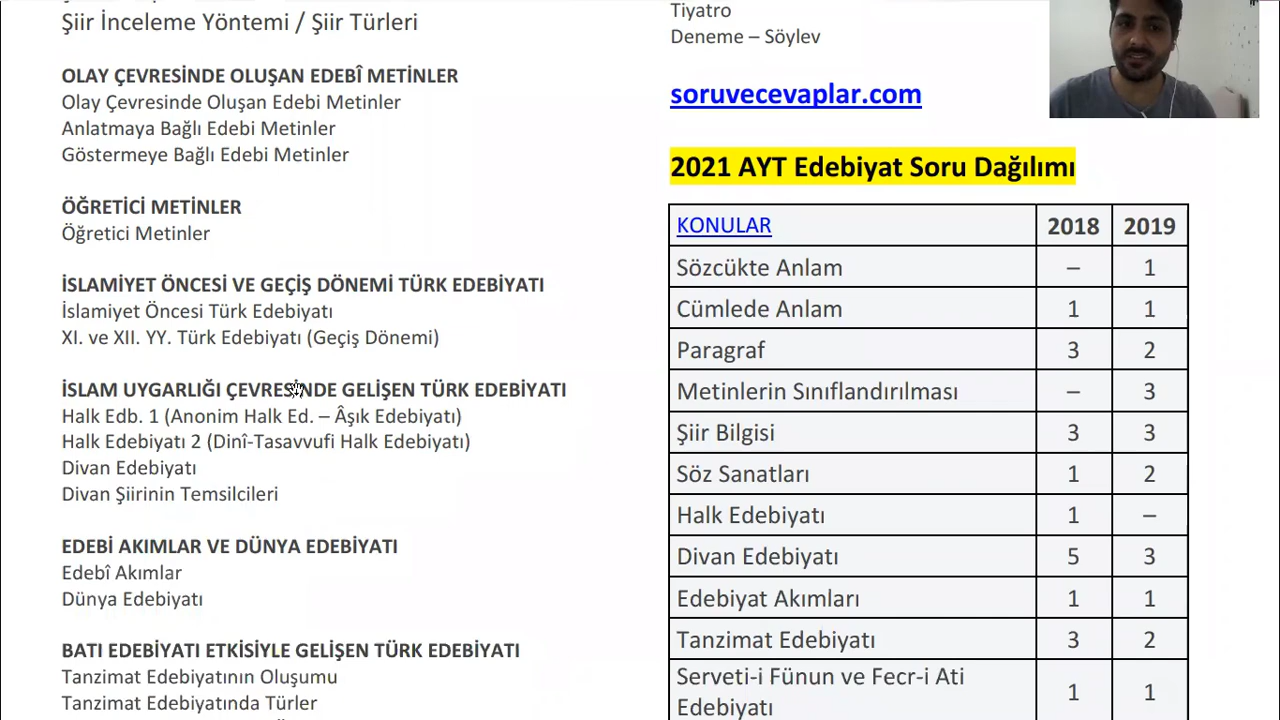 Şiir İnceleme Yöntemi / Şiir Türleri
OLAY ÇEVRESİNDE OLUŞAN EDEBÎ METİNLER
Olay Çevresinde Oluşan Edebi Metinler
Anlatmaya Bağlı Edebi Metinler
Göstermeye Bağlı Edebi Metinler
ÖĞRETİCİ METİNLER
Öğretici Metinler
İSLAMİYET ÖNCESİ VE GEÇİŞ DÖNEMİ TÜRK EDEBİYATI
İslamiyet Öncesi Türk Edebiyatı
XI. ve XII. YY. Türk Edebiyatı (Geçiş Dönemi)
İSLAM UYGARLIĞI ÇEVRESİNDE GELİŞEN TÜRK EDEBİYATI
Halk Edb. 1 (Anonim Halk Ed. – Âşık Edebiyatı)
Halk Edebiyatı 2 (Dinî-Tasavvufi Halk Edebiyatı)
Divan Edebiyatı
Divan Şiirinin Temsilcileri
EDEBİ AKIMLAR VE DÜNYA EDEBİYATI
Edebî Akımlar
Dünya Edebiyatı
BATI EDEBİYATI ETKİSİYLE GELİŞEN TÜRK EDEBİYATI
Tanzimat Edebiyatının Oluşumu
Tanzimat Edebiyatında Türler
Tiyatro
Deneme – Söylev
soruvecevaplar.com
2021 AYT Edebiyat Soru Dağılımı
KONULAR 2018 2019
Sözcükte Anlam – 1
Cümlede Anlam 1 1
Paragraf 3 2
Metinlerin Sınıflandırılması – 3
Şiir Bilgisi 3 3
Söz Sanatları 1 2
Halk Edebiyatı 1 –
Divan Edebiyatı 5 3
Edebiyat Akımları 1 1
Tanzimat Edebiyatı 3 2
Serveti-i Fünun ve Fecr-i Ati
Edebiyatı 1 1